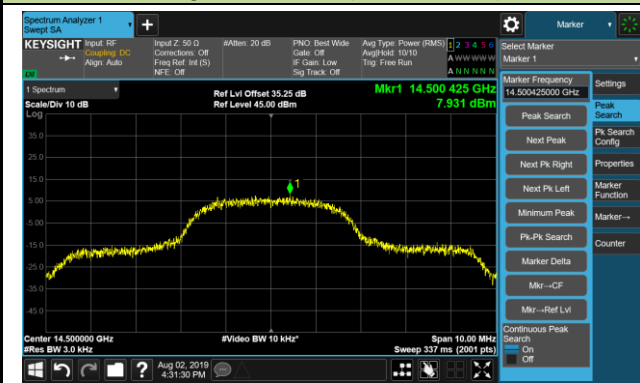 Spectrum Analyzer 1
Swept SA
+
Marker
KEYSIGHT
Input: RF
Coupling: DC
Align: Auto
Input Z: 50 Ω
Corrections: Off
Freq Ref: Int (S)
NFE: Off
#Atten: 20 dB
PNO: Best Wide
Gate: Off
IF Gain: Low
Sig Track: Off
Avg Type: Power (RMS)
Avg|Hold: 10/10
Trig: Free Run
1 2 3 4 5 6
A W W W W W
A N N N N N
Select Marker
Marker 1
1 Spectrum
Scale/Div 10 dB
Log
Ref Lvl Offset 35.25 dB
Ref Level 45.00 dBm
Mkr1 14.500 425 GHz
7.931 dBm
35.0
25.0
15.0
5.00
-5.00
-15.0
-25.0
-35.0
-45.0
1
Center 14.500000 GHz
#Res BW 3.0 kHz
#Video BW 10 kHz*
Span 10.00 MHz
Sweep 337 ms (2001 pts)
Marker Frequency
14.500425000 GHz
Peak Search
Next Peak
Next Pk Right
Next Pk Left
Minimum Peak
Pk-Pk Search
Marker Delta
Mkr→CF
Mkr→Ref Lvl
Continuous Peak
Search
On
Off
Settings
Peak
Search
Pk Search
Config
Properties
Marker
Function
Marker→
Counter
?
Aug 02, 2019
4:31:30 PM